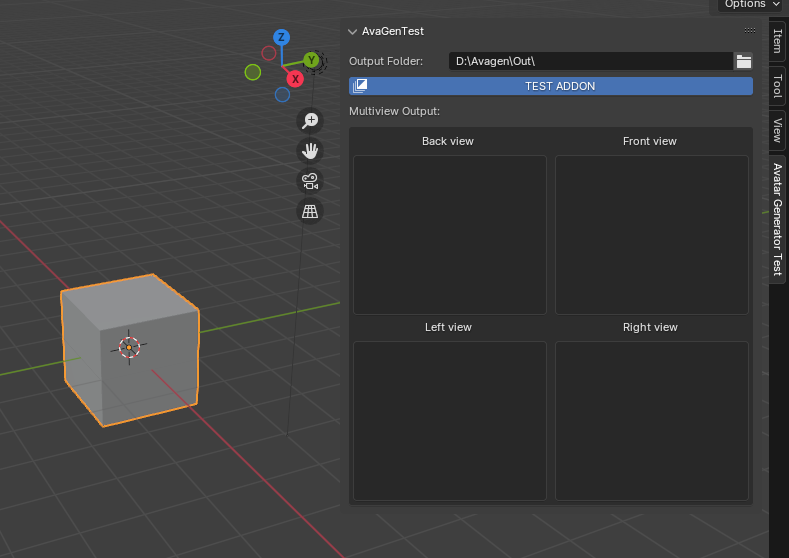 Options
AvaGenTest
Output Folder: D:\Avagen\Out\
TEST ADDON
Multiview Output:
Back view Front view
Left view Right view
Z
Y
X
Item
Tool
View
Avatar Generator Test